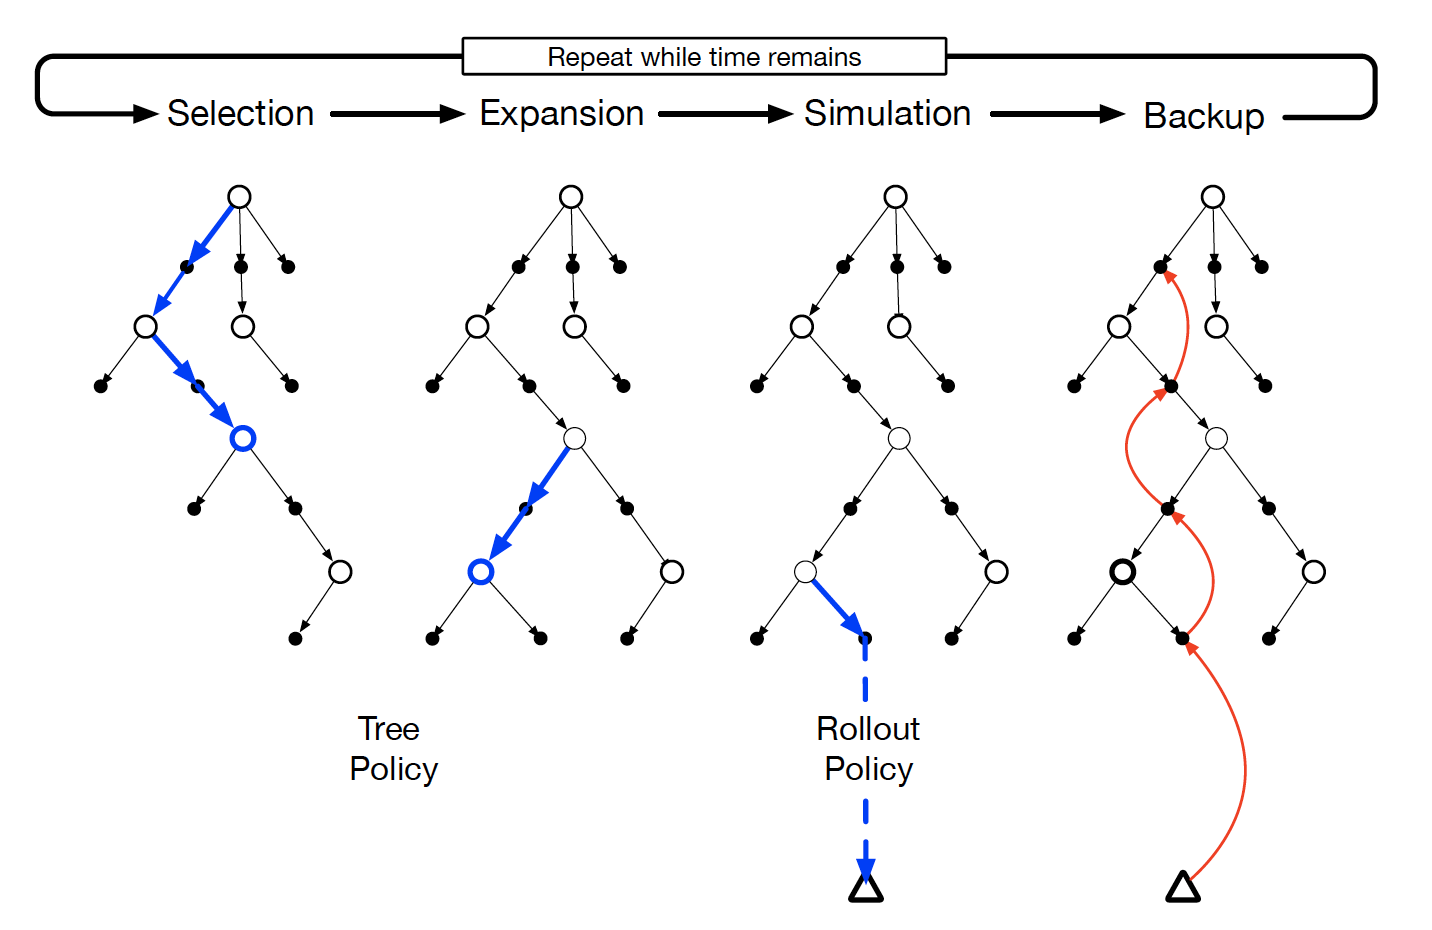 Repeat while time remains
Selection
Expansion
Simulation
Backup
Tree
Policy
Rollout
Policy